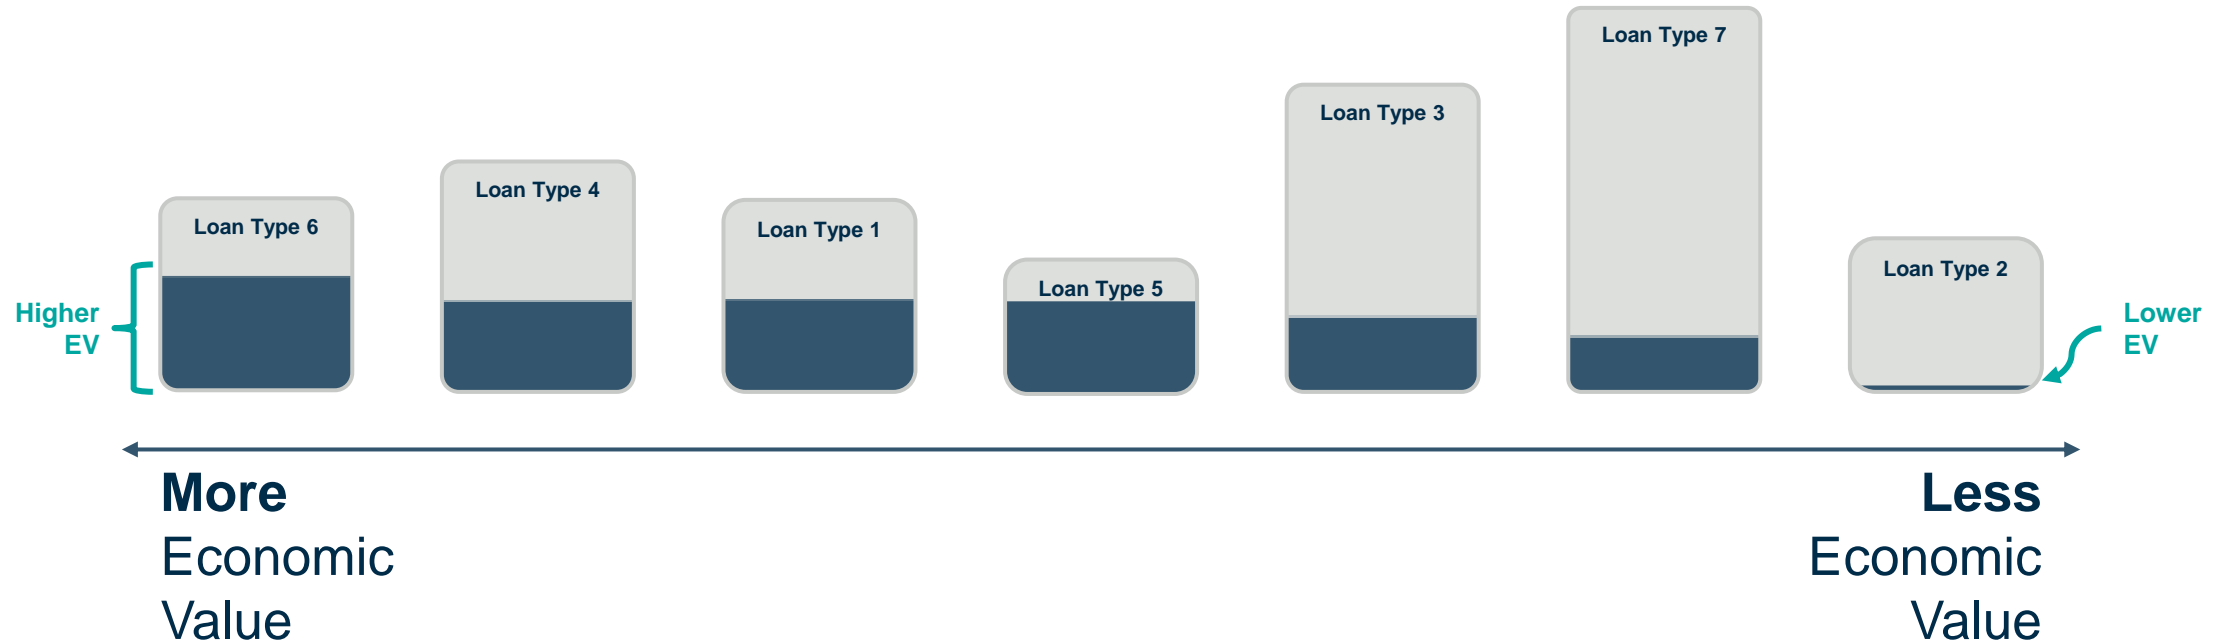 Loan Type 6
Loan Type 4
Loan Type 1
Loan Type 5
Loan Type 3
Loan Type 7
Loan Type 2
Higher
EV
Lower
EV
More
Economic
Value
Less
Economic
Value